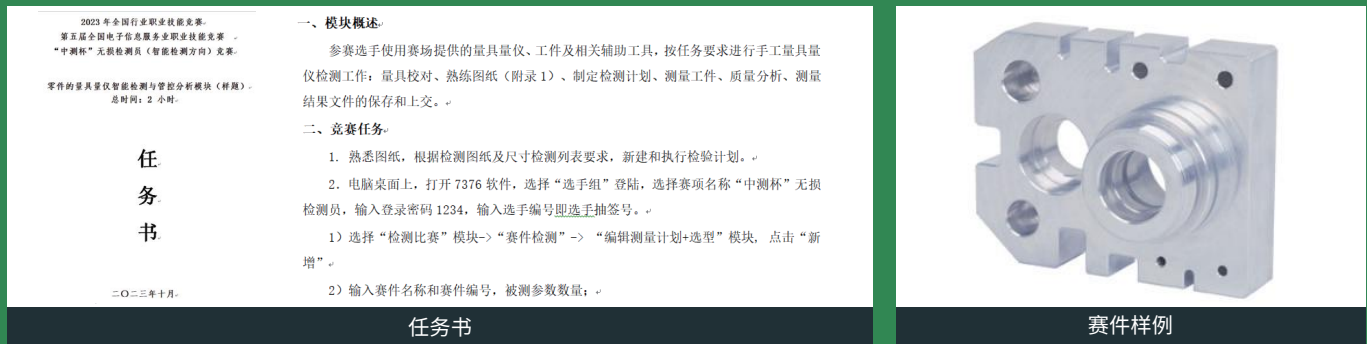 2023 年全国行业职业技能竞赛
第五届全国电子信息服务业职业技能竞赛
“中测杯”无损检测员（智能检测方向）竞赛
零件的量具量仪智能检测与管控分析模块（样题）
总时间：2 小时
任
务
书
二〇二三年十月
一、模块概述
参赛选手使用赛场提供的量具量仪、工件及相关辅助工具，按任务要求进行手工量具量
仪检测工作：量具校对、熟练图纸（附录 1）、制定检测计划、测量工件、质量分析、测量
结果文件的保存和上交。
二、竞赛任务
1. 熟悉图纸，根据检测图纸及尺寸检测列表要求，新建和执行检验计划。
2．电脑桌面上，打开 7376 软件，选择“选手组”登陆，选择赛项名称“中测杯”无损
检测员，输入登录密码 1234，输入选手编号即选手抽签号。
1）选择“检测比赛”模块—>“赛件检测”-> “编辑测量计划+选型”模块, 点击“新
增”
2）输入赛件名称和赛件编号，被测参数数量；
任务书
赛件样例